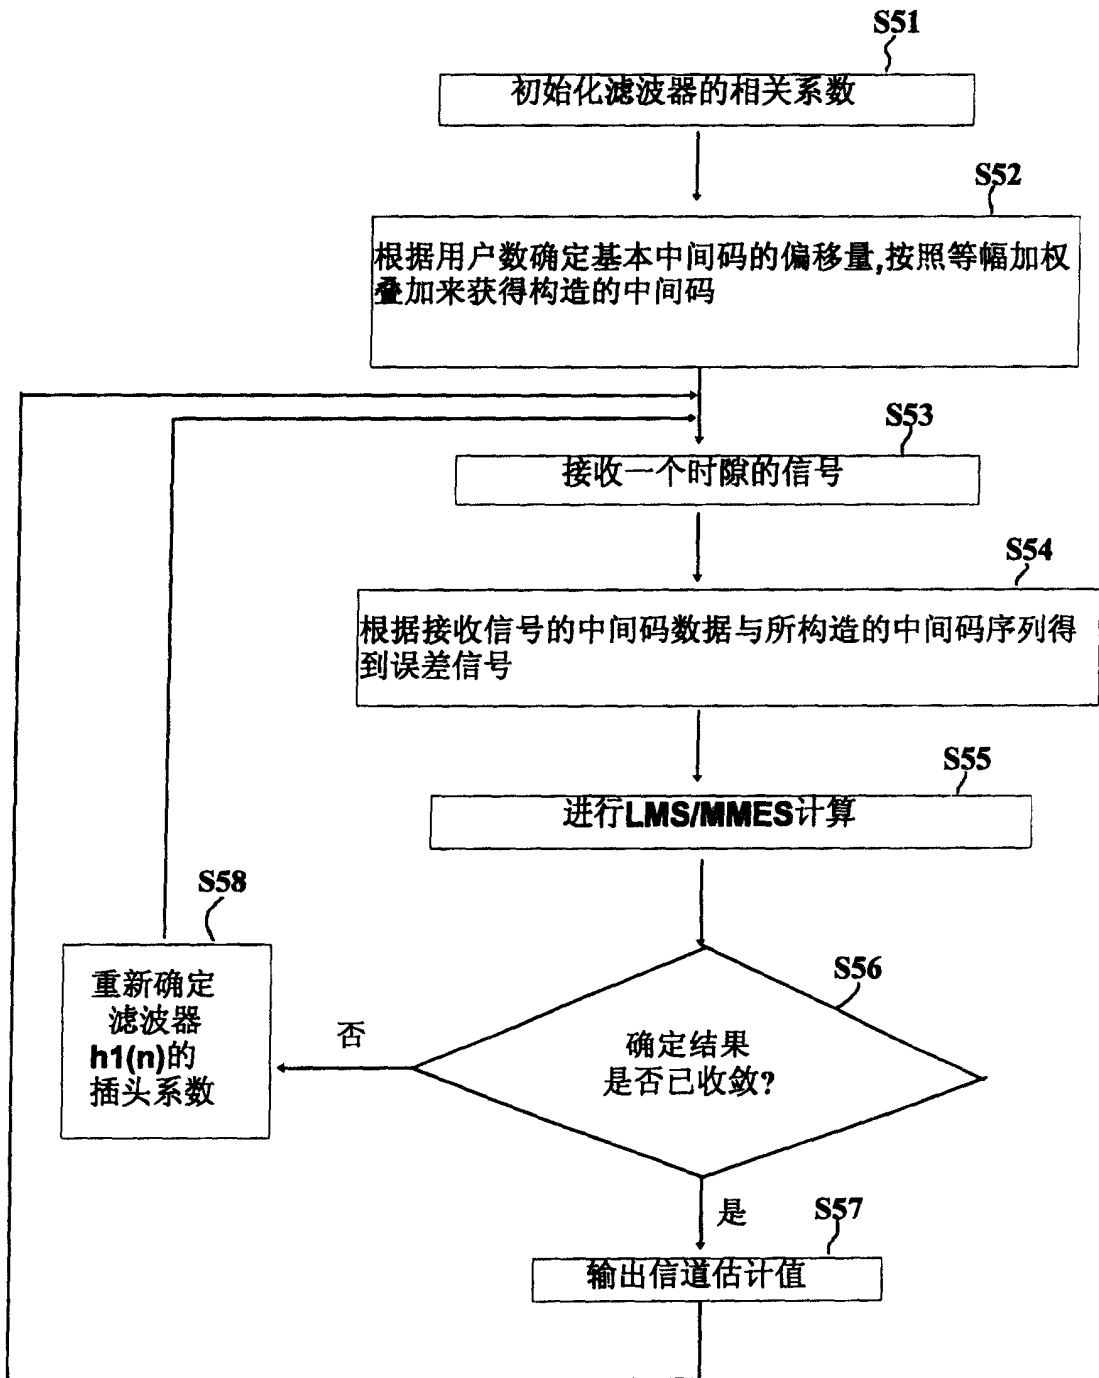 S51
初始化滤波器的相关系数
S52
根据用户数确定基本中间码的偏移量,按照等幅加权
叠加来获得构造的中间码
S53
接收一个时隙的信号
S54
根据接收信号的中间码数据与所构造的中间码序列得
到误差信号
S55
进行LMS/MMES计算
S58
重新确定
滤波器
h1(n)的
插头系数
否
S56
确定结果
是否已收敛?
是
S57
输出信道估计值